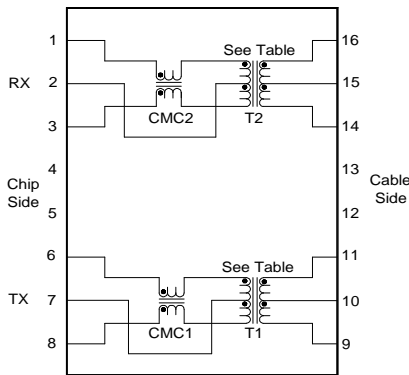 1
16
See Table
RX
2
15
3
14
CMC2
T2
4
13
Chip
Side
Cable
Side
5
12
6
11
See Table
TX
7
10
8
9
CMC1
T1